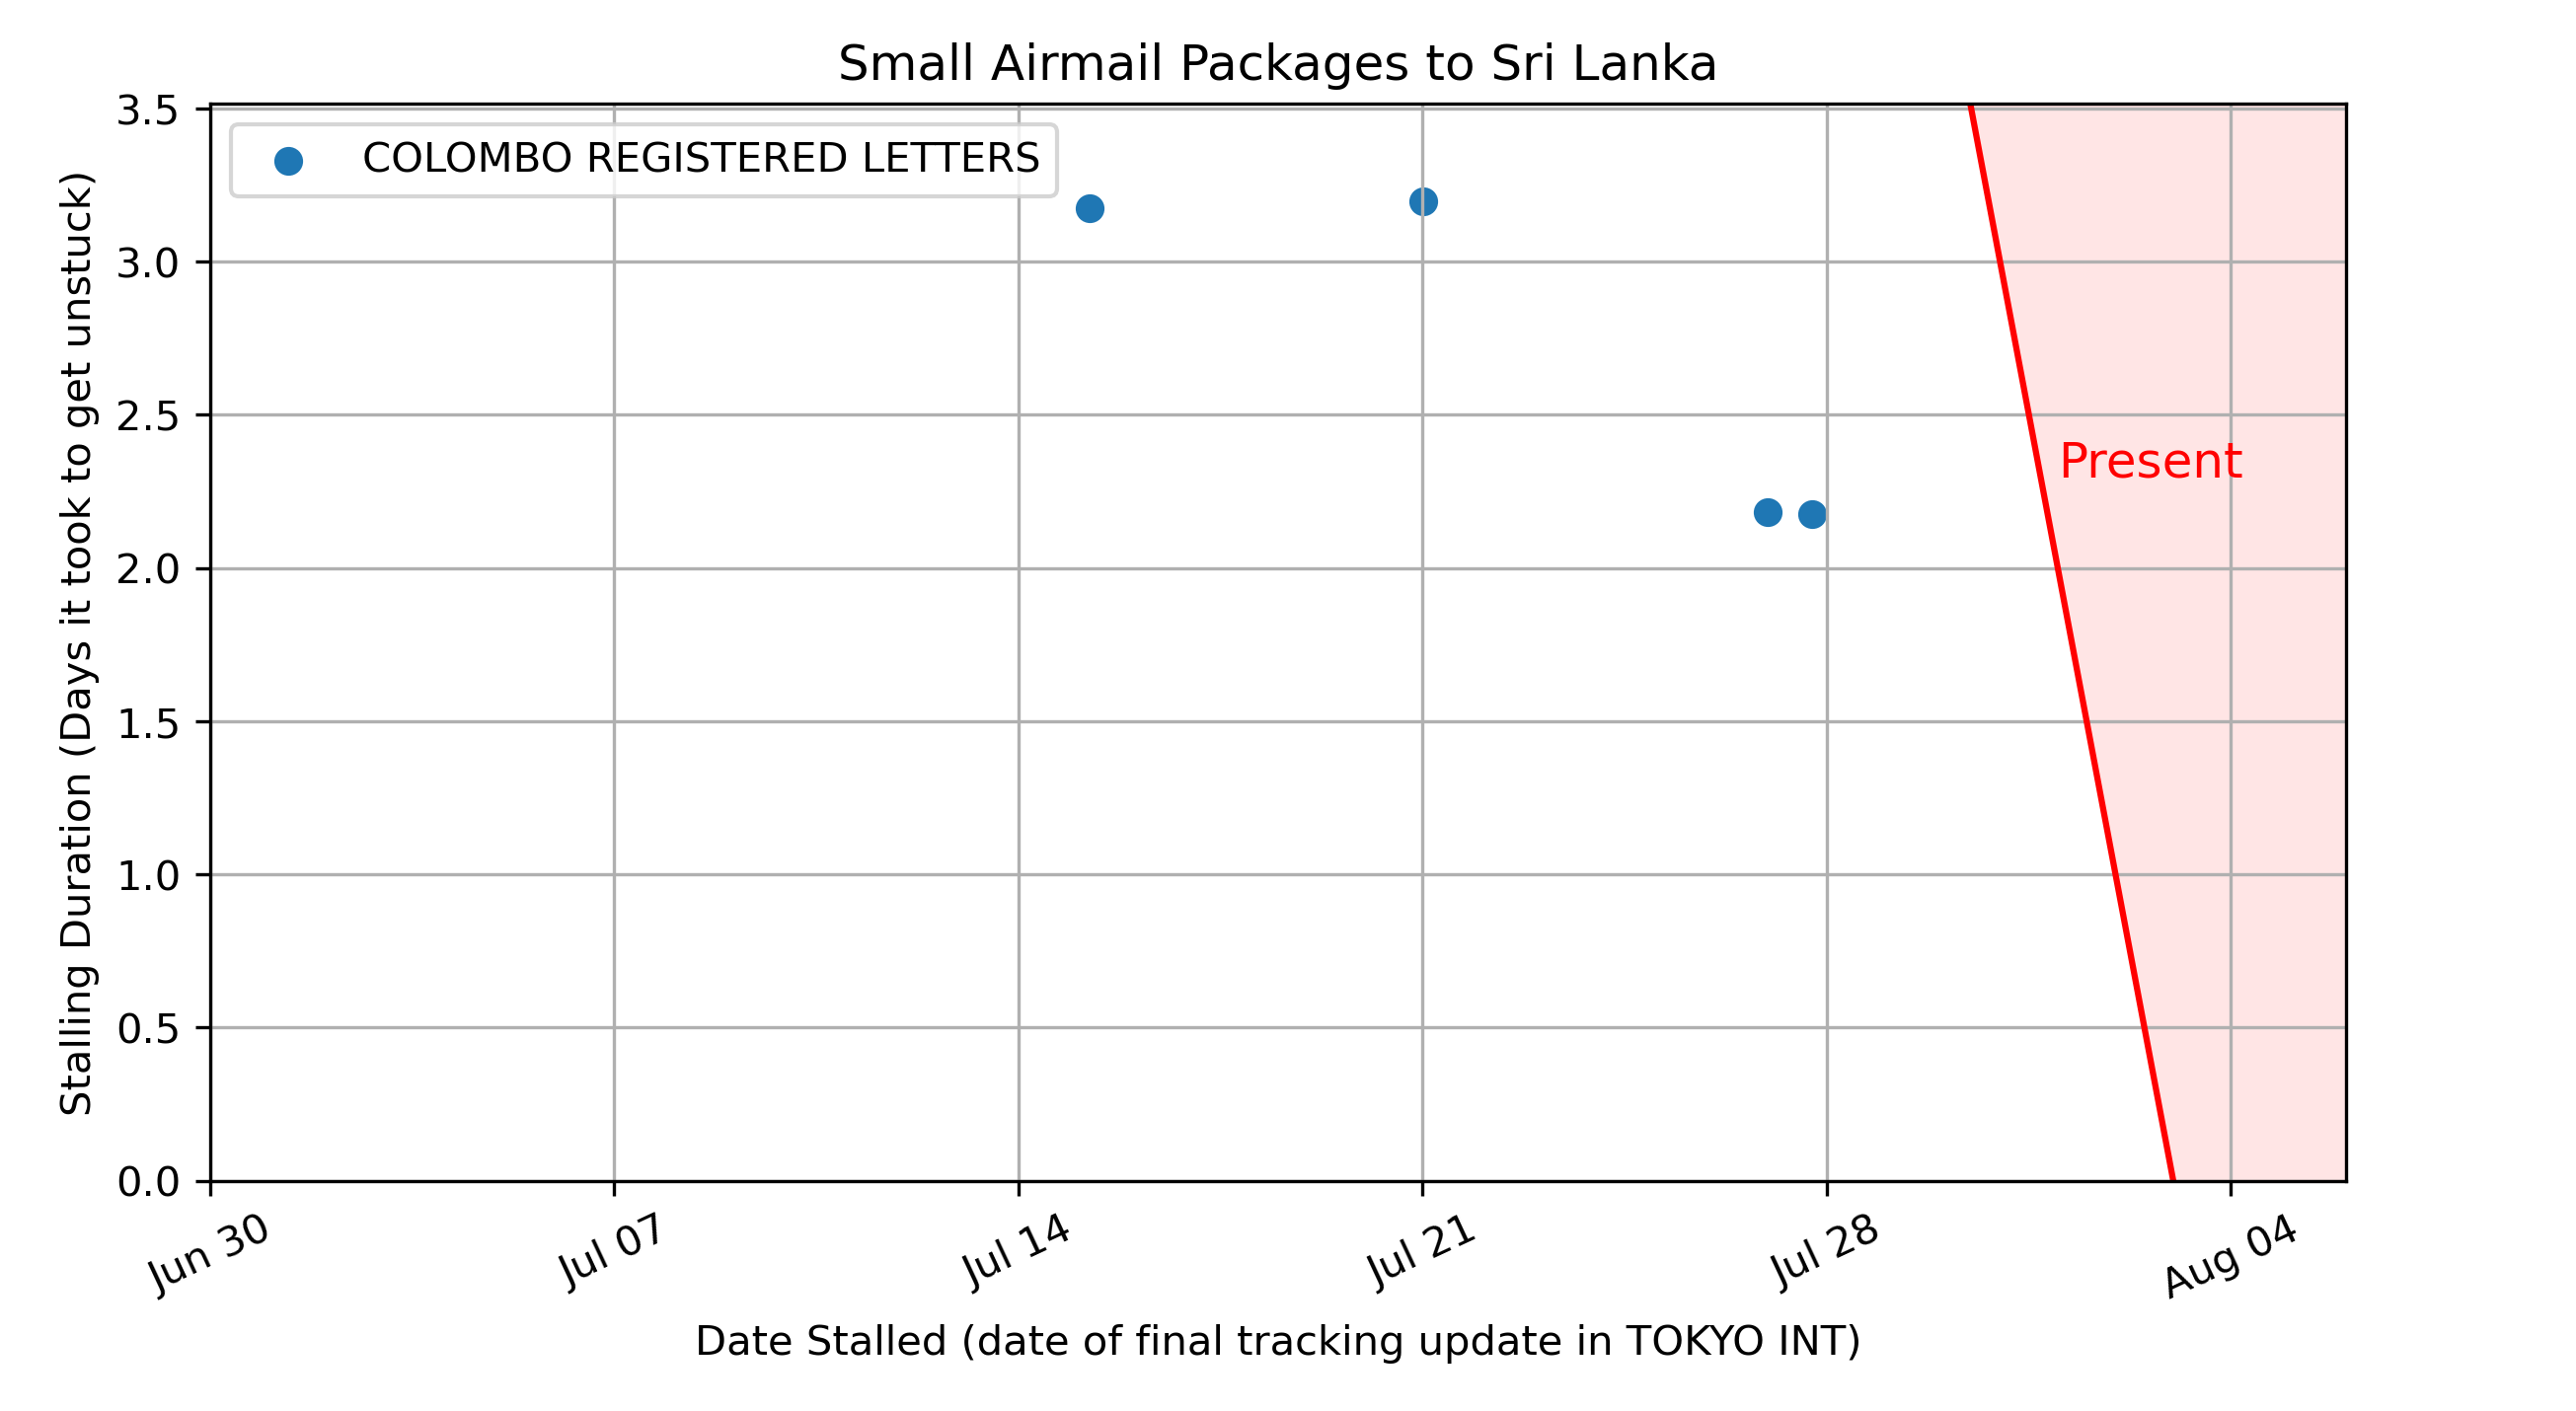 Small Airmail Packages to Sri Lanka
COLOMBO REGISTERED LETTERS
Present
Stalling Duration (Days it took to get unstuck)
3.5
3.0
2.5
2.0
1.5
1.0
0.5
0.0
Jun 30
Jul 07
Jul 14
Jul 21
Jul 28
Aug 04
Date Stalled (date of final tracking update in TOKYO INT)